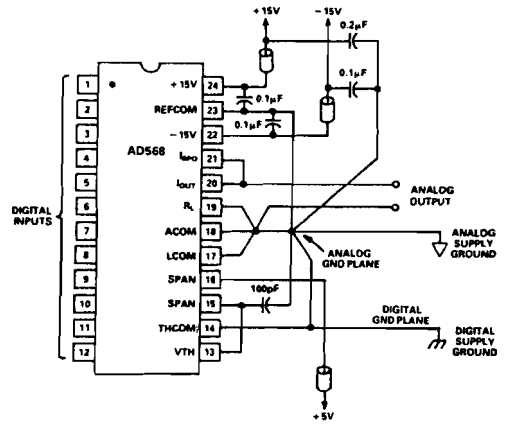 +15V
−15V
0.2µF
0.1µF
1
2
3
4
5
6
7
8
9
10
11
12
DIGITAL
INPUTS
AD568
+15V 24
REFCOM 23
−15V 22
IBPO 21
IOUT 20
RL 19
ACOM 18
LCOM 17
SPAN 16
SPAN 15
THCOM 14
VTH 13
0.1µF
0.1µF
100pF
ANALOG
OUTPUT
ANALOG
GND PLANE
ANALOG
SUPPLY
GROUND
DIGITAL
GND PLANE
DIGITAL
SUPPLY
GROUND
+5V